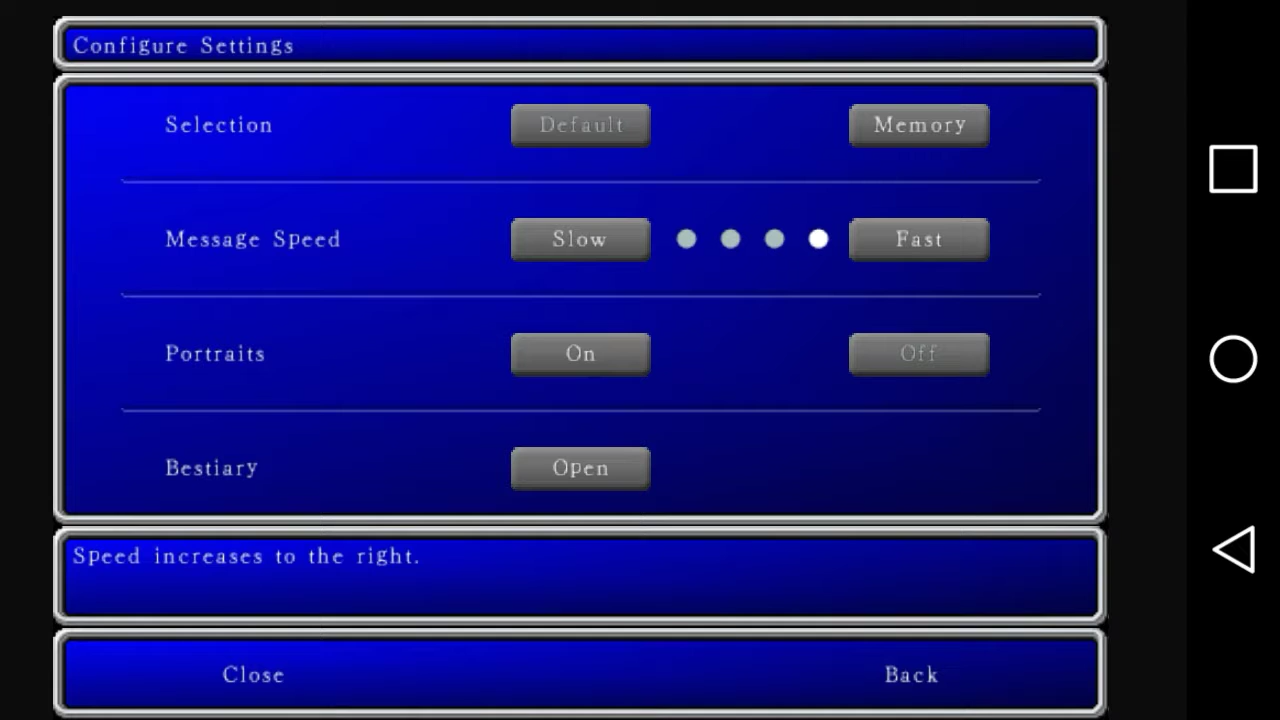 Configure Settings
Selection Default Memory
Message Speed Slow Fast
Portraits On Off
Bestiary Open
Speed increases to the right.
Close Back